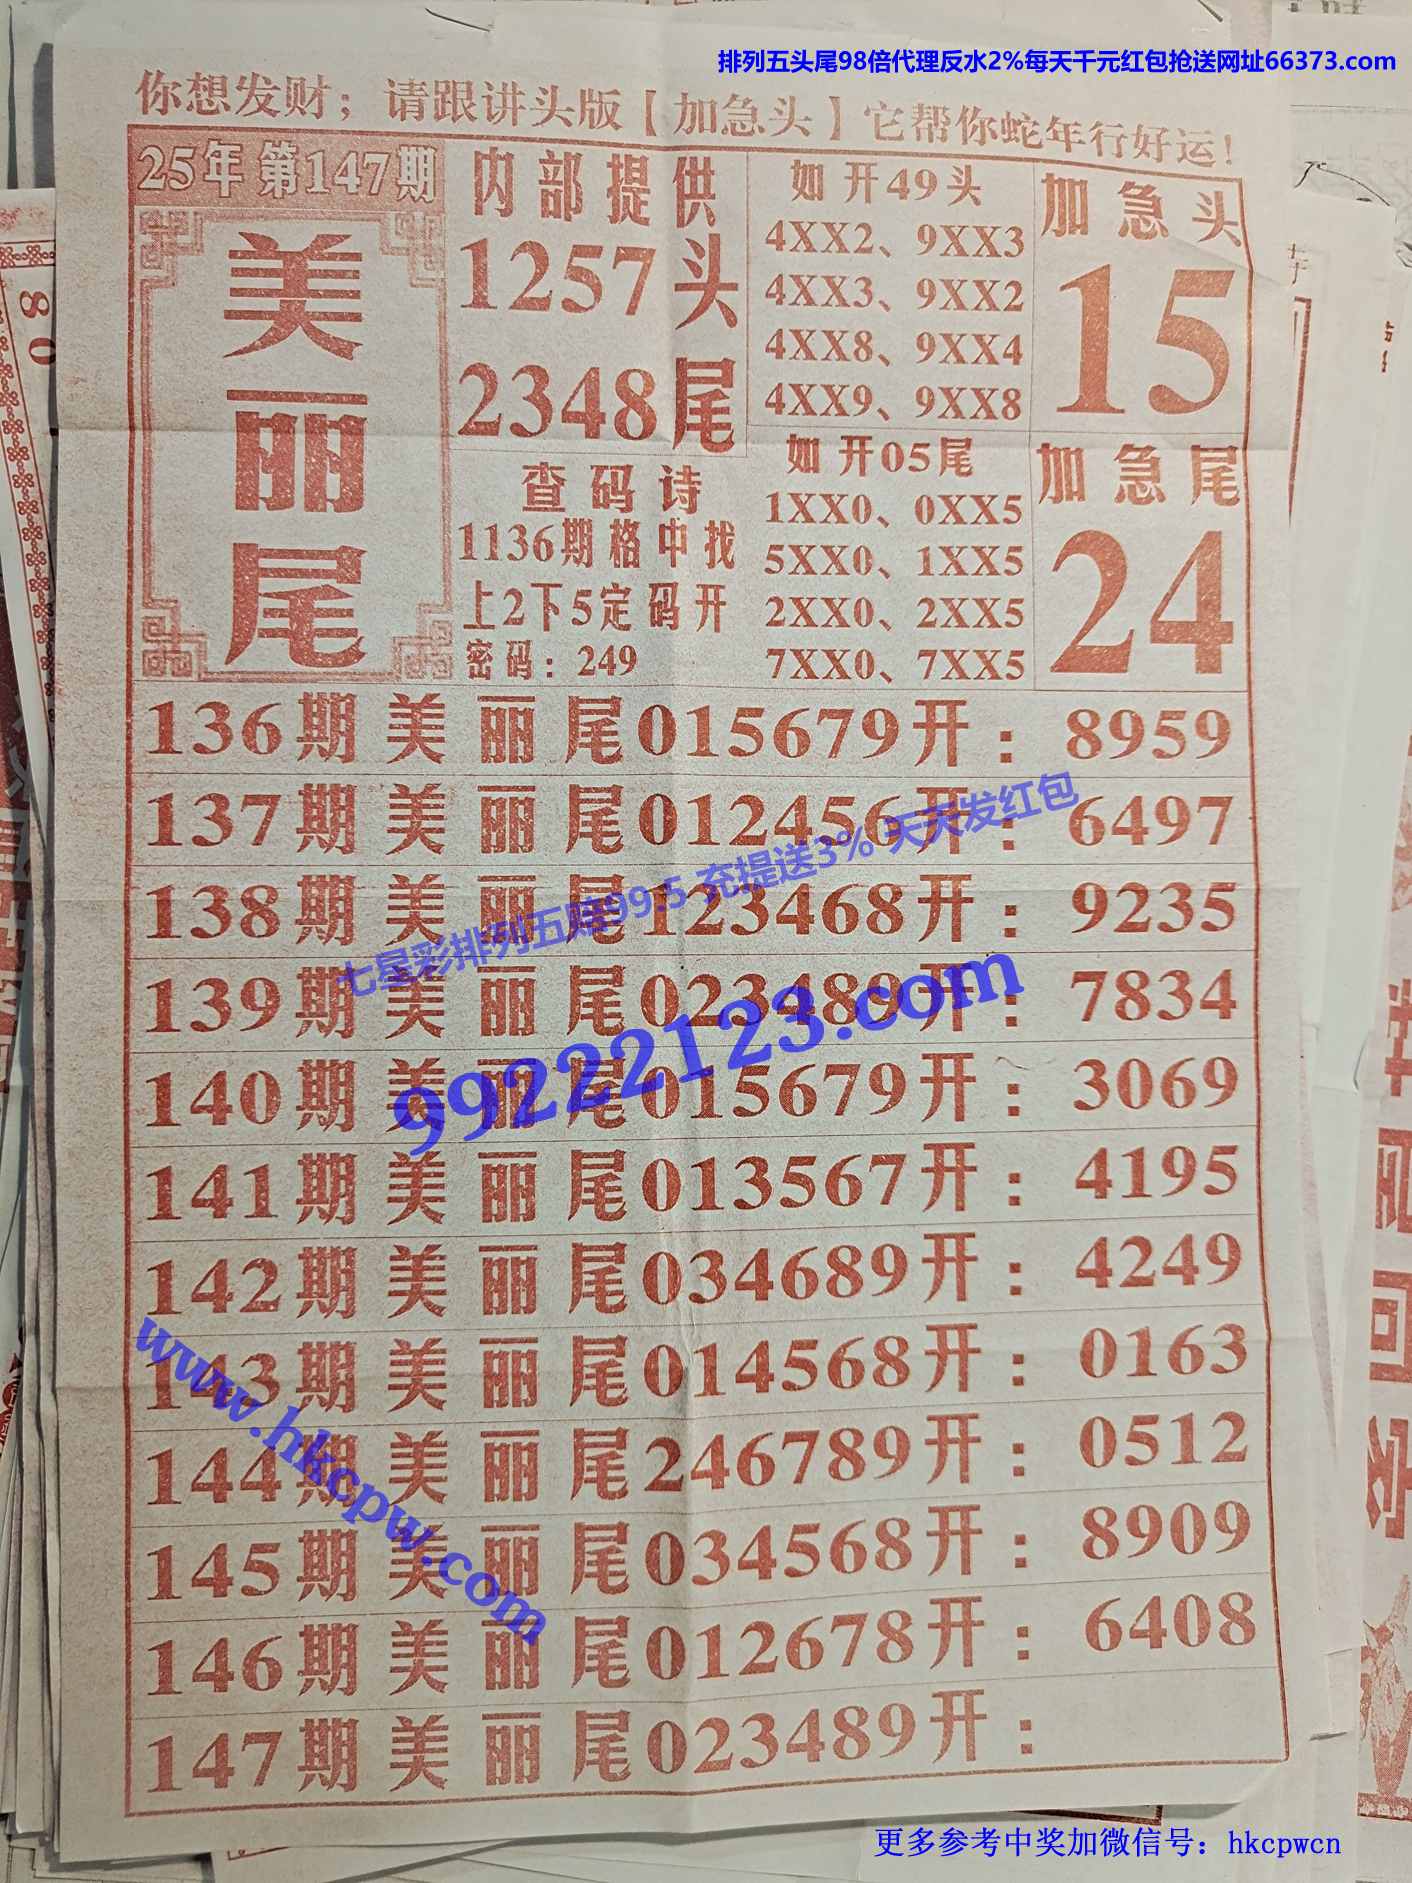 排列五头尾98倍代理反水2%每天千元红包抢送网址66373.com
你想发财；请跟讲头版【加急头】它帮你蛇年行好运！
25年第147期
美丽尾
内部提供
1257头
2348尾
查码诗
1136期格中找
上2下5定码开
密码：249
如开49头
4XX2、9XX3
4XX3、9XX2
4XX8、9XX4
4XX9、9XX8
如开05尾
1XX0、0XX5
5XX0、1XX5
2XX0、2XX5
7XX0、7XX5
加急头
15
加急尾
24
136期美丽尾015679开：8959
137期美丽尾012456开：6497
138期美丽尾123468开：9235
139期美丽尾023489开：7834
140期美丽尾015679开：3069
141期美丽尾013567开：4195
142期美丽尾034689开：4249
143期美丽尾014568开：0163
144期美丽尾246789开：0512
145期美丽尾034568开：8909
146期美丽尾012678开：6408
147期美丽尾023489开：
七星彩排列五赔99.5 充提送3% 天天发红包
99222123.com
www.hkcpw.com
更多参考中奖加微信号：hkcpwcn
80